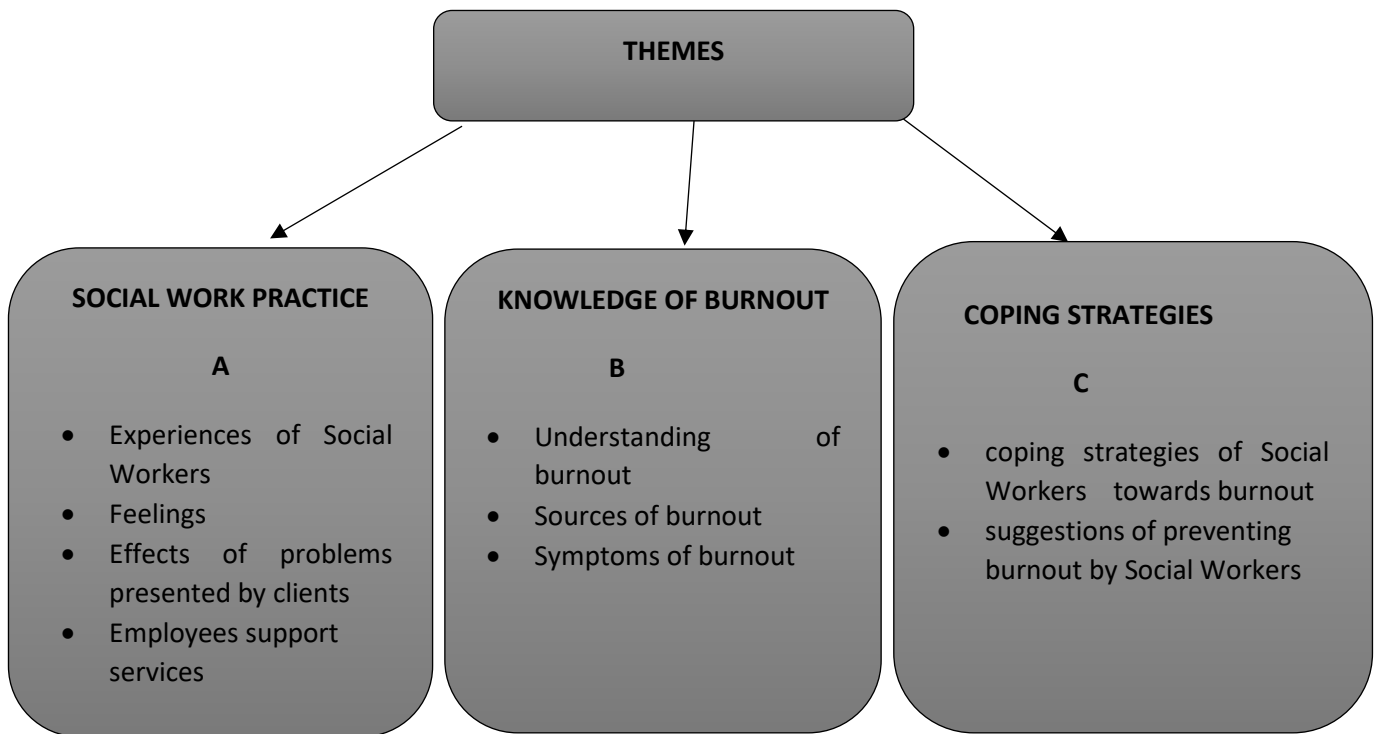 THEMES
SOCIAL WORK PRACTICE
A
• Experiences of Social
Workers
• Feelings
• Effects of problems
presented by clients
• Employees support
services
KNOWLEDGE OF BURNOUT
B
• Understanding of
burnout
• Sources of burnout
• Symptoms of burnout
COPING STRATEGIES
C
• coping strategies of Social
Workers towards burnout
• suggestions of preventing
burnout by Social Workers